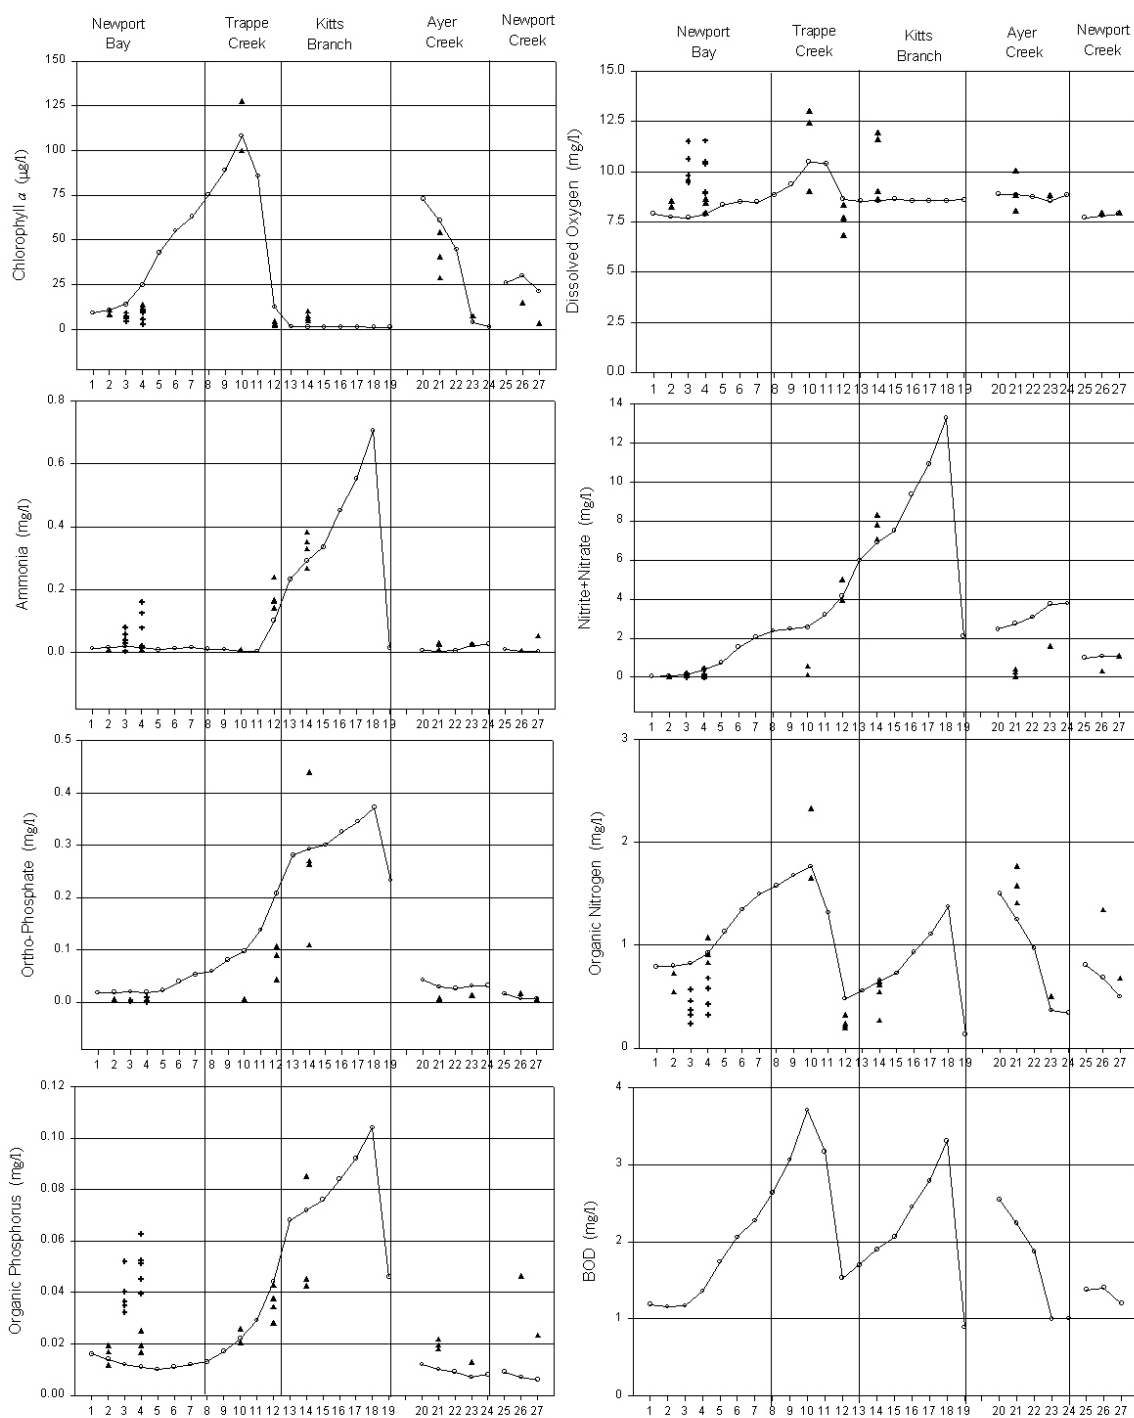 Newport Bay
Trappe Creek
Kitts Branch
Ayer Creek
Newport Creek
Chlorophyll a (µg/l)
150
125
100
75
50
25
0
1 2 3 4 5 6 7 8 9 10 11 12 13 14 15 16 17 18 19 20 21 22 23 24 25 26 27
Newport Bay
Trappe Creek
Kitts Branch
Ayer Creek
Newport Creek
Dissolved Oxygen (mg/l)
15.0
12.5
10.0
7.5
5.0
2.5
0.0
1 2 3 4 5 6 7 8 9 10 11 12 13 14 15 16 17 18 19 20 21 22 23 24 25 26 27
Ammonia (mg/l)
0.8
0.6
0.4
0.2
0.0
1 2 3 4 5 6 7 8 9 10 11 12 13 14 15 16 17 18 19 20 21 22 23 24 25 26 27
Nitrite+Nitrate (mg/l)
14
12
10
8
6
4
2
0
1 2 3 4 5 6 7 8 9 10 11 12 13 14 15 16 17 18 19 20 21 22 23 24 25 26 27
Ortho-Phosphate (mg/l)
0.5
0.4
0.3
0.2
0.1
0.0
1 2 3 4 5 6 7 8 9 10 11 12 13 14 15 16 17 18 19 20 21 22 23 24 25 26 27
Organic Nitrogen (mg/l)
3
2
1
0
1 2 3 4 5 6 7 8 9 10 11 12 13 14 15 16 17 18 19 20 21 22 23 24 25 26 27
Organic Phosphorus (mg/l)
0.12
0.10
0.08
0.06
0.04
0.02
0.00
1 2 3 4 5 6 7 8 9 10 11 12 13 14 15 16 17 18 19 20 21 22 23 24 25 26 27
BOD (mg/l)
4
3
2
1
0
1 2 3 4 5 6 7 8 9 10 11 12 13 14 15 16 17 18 19 20 21 22 23 24 25 26 27